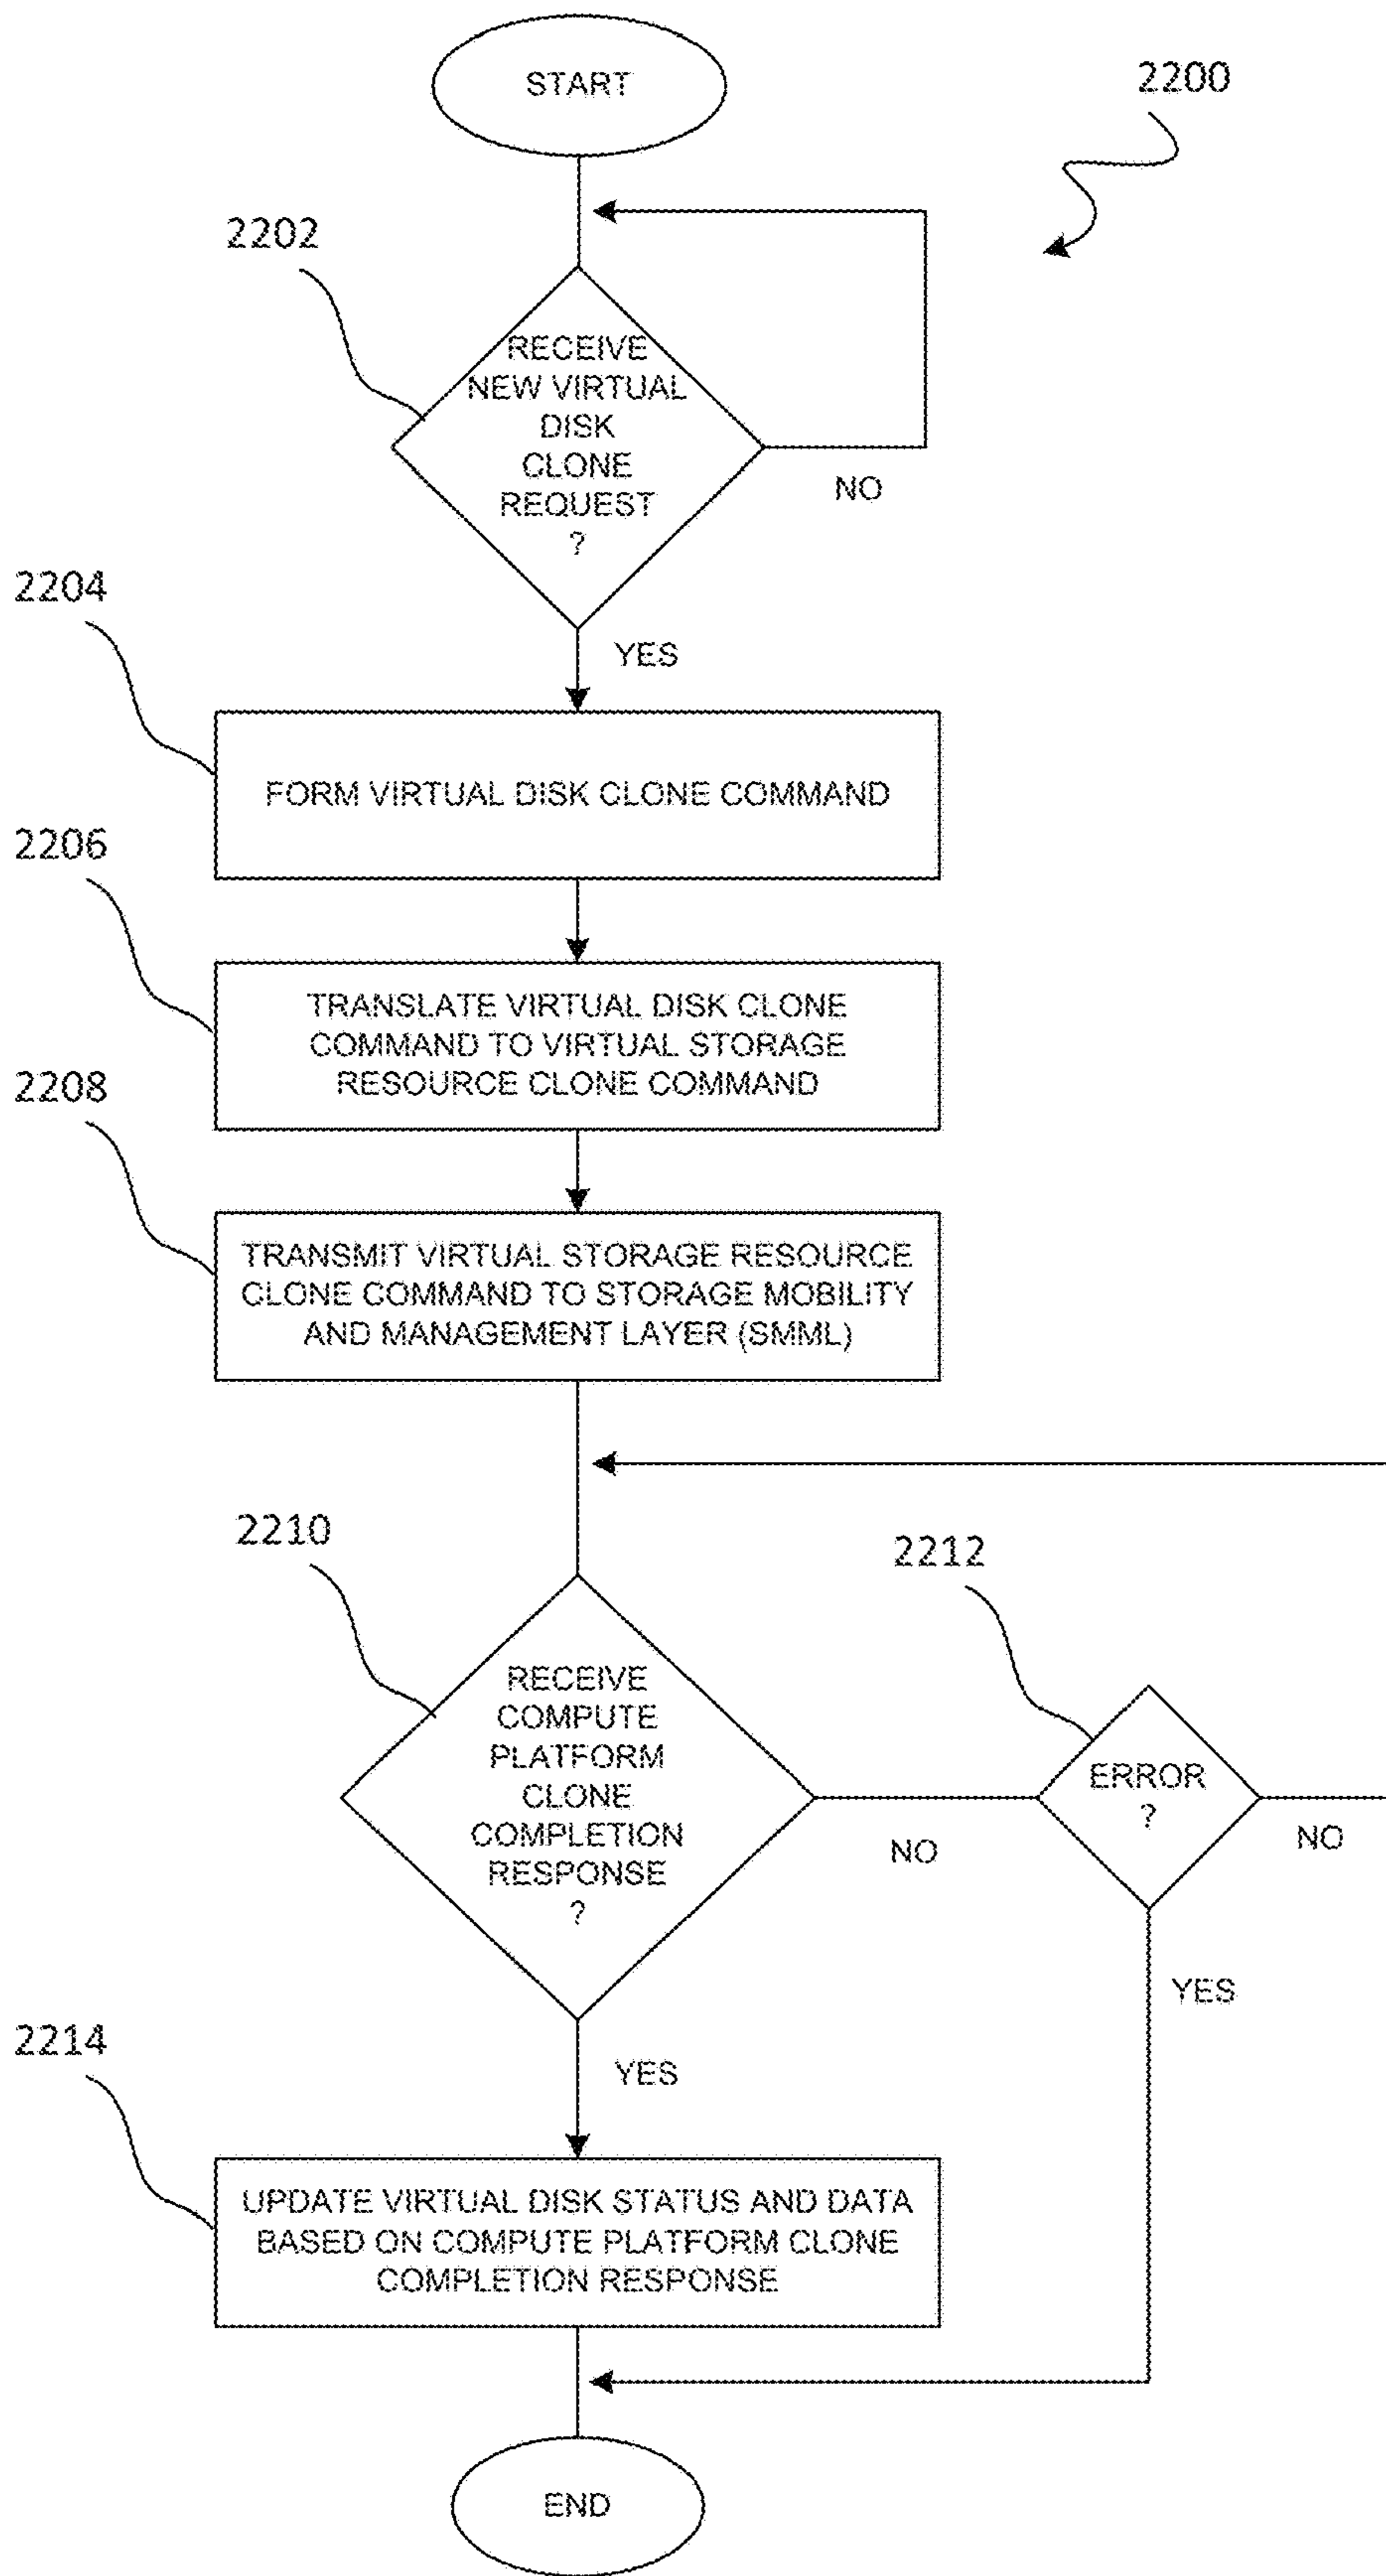 START
2200
2202
RECEIVE
NEW VIRTUAL
DISK
CLONE
REQUEST
?
NO
YES
2204
FORM VIRTUAL DISK CLONE COMMAND
2206
TRANSLATE VIRTUAL DISK CLONE
COMMAND TO VIRTUAL STORAGE
RESOURCE CLONE COMMAND
2208
TRANSMIT VIRTUAL STORAGE RESOURCE
CLONE COMMAND TO STORAGE MOBILITY
AND MANAGEMENT LAYER (SMML)
2210
RECEIVE
COMPUTE
PLATFORM
CLONE
COMPLETION
RESPONSE
?
NO
2212
ERROR
?
NO
YES
YES
2214
UPDATE VIRTUAL DISK STATUS AND DATA
BASED ON COMPUTE PLATFORM CLONE
COMPLETION RESPONSE
END